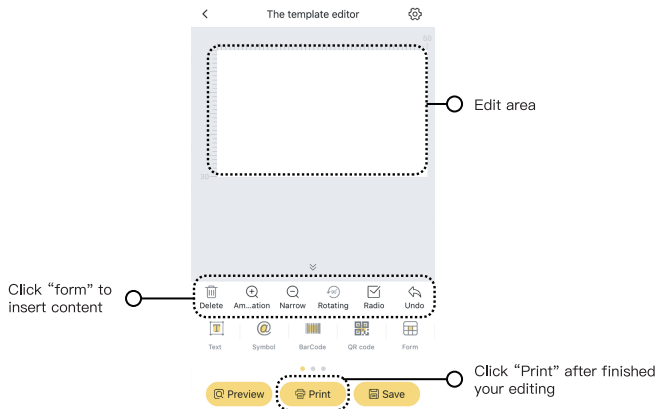 The template editor
50
Edit area
30
Click “form” to
insert content
Delete Am...ation Narrow Rotating Radio Undo
Text Symbol BarCode QR code Form
Click “Print” after finished
your editing
Preview Print Save